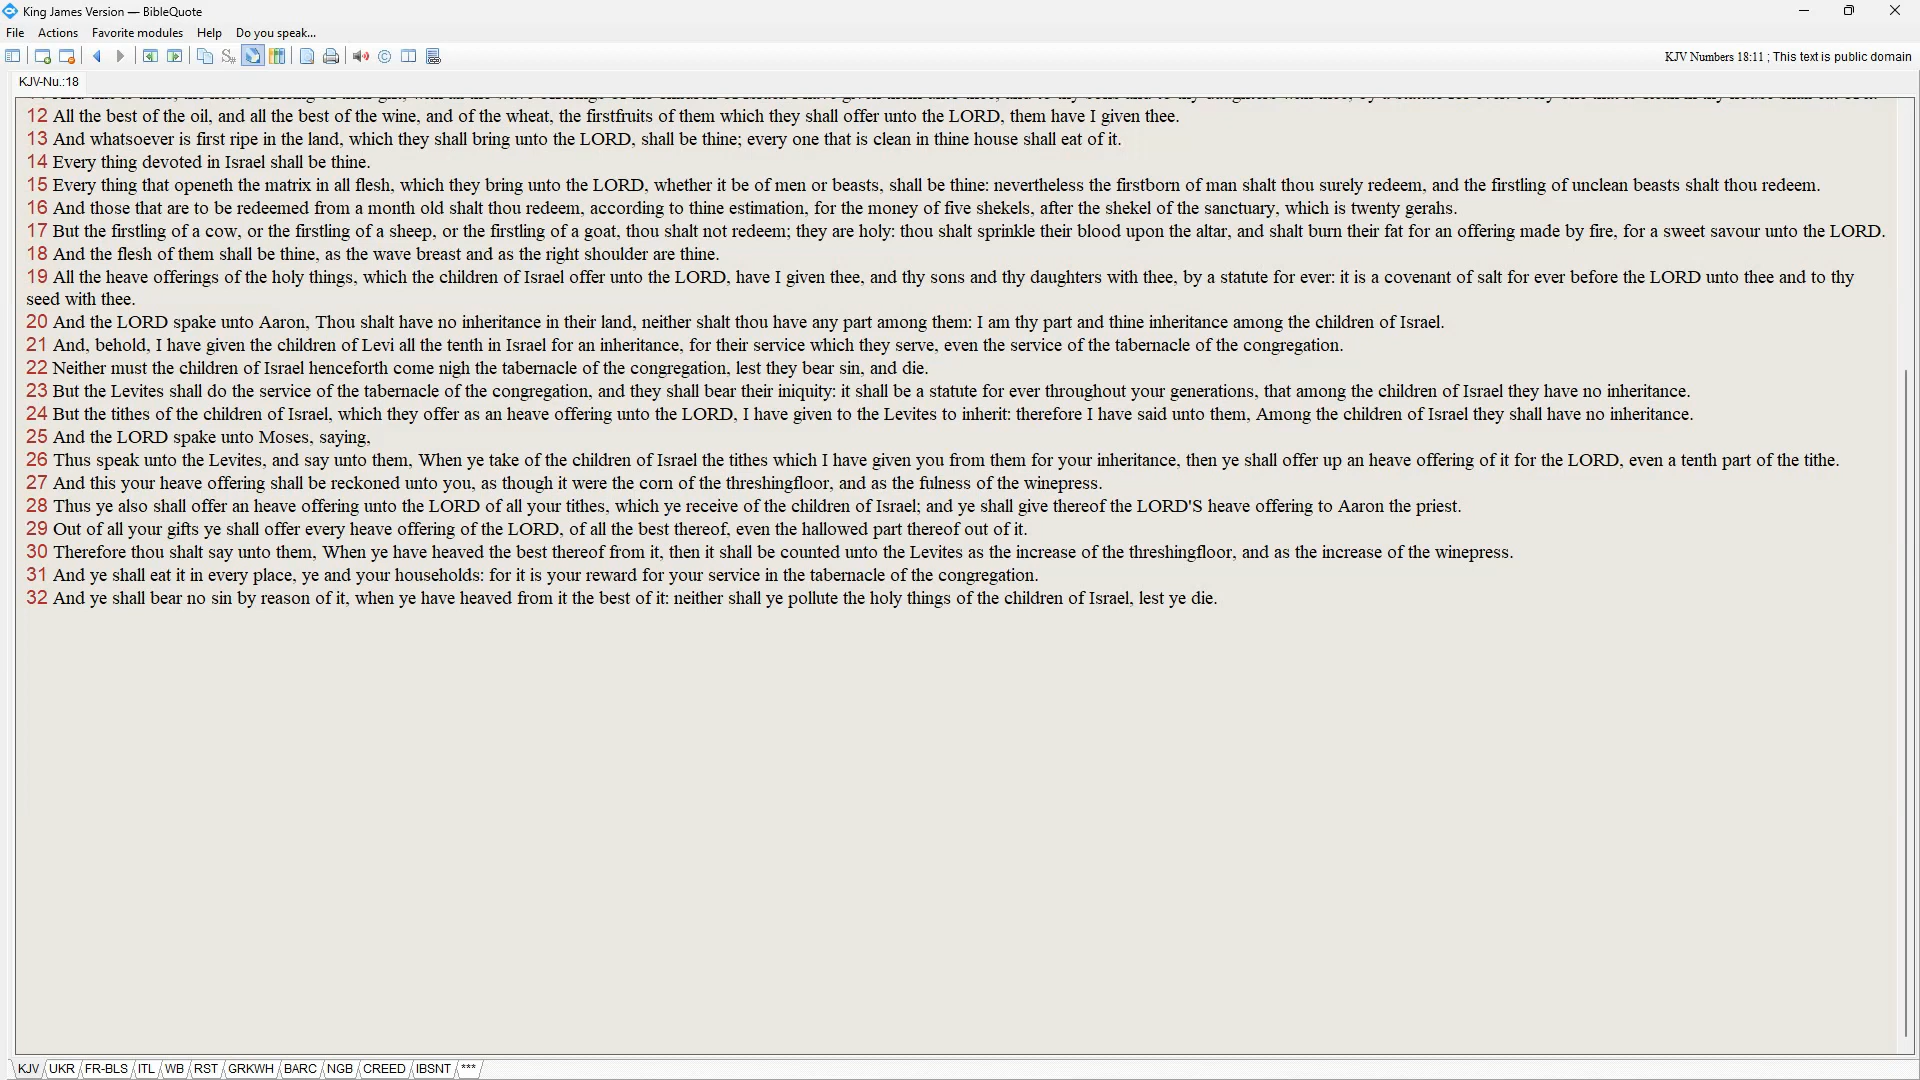 King James Version — BibleQuote
File Actions Favorite modules Help Do you speak...
KJV Numbers 18:11 ; This text is public domain
KJV-Nu.:18
12 All the best of the oil, and all the best of the wine, and of the wheat, the firstfruits of them which they shall offer unto the LORD, them have I given thee.
13 And whatsoever is first ripe in the land, which they shall bring unto the LORD, shall be thine; every one that is clean in thine house shall eat of it.
14 Every thing devoted in Israel shall be thine.
15 Every thing that openeth the matrix in all flesh, which they bring unto the LORD, whether it be of men or beasts, shall be thine: nevertheless the firstborn of man shalt thou surely redeem, and the firstling of unclean beasts shalt thou redeem.
16 And those that are to be redeemed from a month old shalt thou redeem, according to thine estimation, for the money of five shekels, after the shekel of the sanctuary, which is twenty gerahs.
17 But the firstling of a cow, or the firstling of a sheep, or the firstling of a goat, thou shalt not redeem; they are holy: thou shalt sprinkle their blood upon the altar, and shalt burn their fat for an offering made by fire, for a sweet savour unto the LORD.
18 And the flesh of them shall be thine, as the wave breast and as the right shoulder are thine.
19 All the heave offerings of the holy things, which the children of Israel offer unto the LORD, have I given thee, and thy sons and thy daughters with thee, by a statute for ever: it is a covenant of salt for ever before the LORD unto thee and to thy
seed with thee.
20 And the LORD spake unto Aaron, Thou shalt have no inheritance in their land, neither shalt thou have any part among them: I am thy part and thine inheritance among the children of Israel.
21 And, behold, I have given the children of Levi all the tenth in Israel for an inheritance, for their service which they serve, even the service of the tabernacle of the congregation.
22 Neither must the children of Israel henceforth come nigh the tabernacle of the congregation, lest they bear sin, and die.
23 But the Levites shall do the service of the tabernacle of the congregation, and they shall bear their iniquity: it shall be a statute for ever throughout your generations, that among the children of Israel they have no inheritance.
24 But the tithes of the children of Israel, which they offer as an heave offering unto the LORD, I have given to the Levites to inherit: therefore I have said unto them, Among the children of Israel they shall have no inheritance.
25 And the LORD spake unto Moses, saying,
26 Thus speak unto the Levites, and say unto them, When ye take of the children of Israel the tithes which I have given you from them for your inheritance, then ye shall offer up an heave offering of it for the LORD, even a tenth part of the tithe.
27 And this your heave offering shall be reckoned unto you, as though it were the corn of the threshingfloor, and as the fulness of the winepress.
28 Thus ye also shall offer an heave offering unto the LORD of all your tithes, which ye receive of the children of Israel; and ye shall give thereof the LORD'S heave offering to Aaron the priest.
29 Out of all your gifts ye shall offer every heave offering of the LORD, of all the best thereof, even the hallowed part thereof out of it.
30 Therefore thou shalt say unto them, When ye have heaved the best thereof from it, then it shall be counted unto the Levites as the increase of the threshingfloor, and as the increase of the winepress.
31 And ye shall eat it in every place, ye and your households: for it is your reward for your service in the tabernacle of the congregation.
32 And ye shall bear no sin by reason of it, when ye have heaved from it the best of it: neither shall ye pollute the holy things of the children of Israel, lest ye die.
KJV UKR FR-BLS ITL WB RST GRKWH BARC NGB CREED IBSNT ***